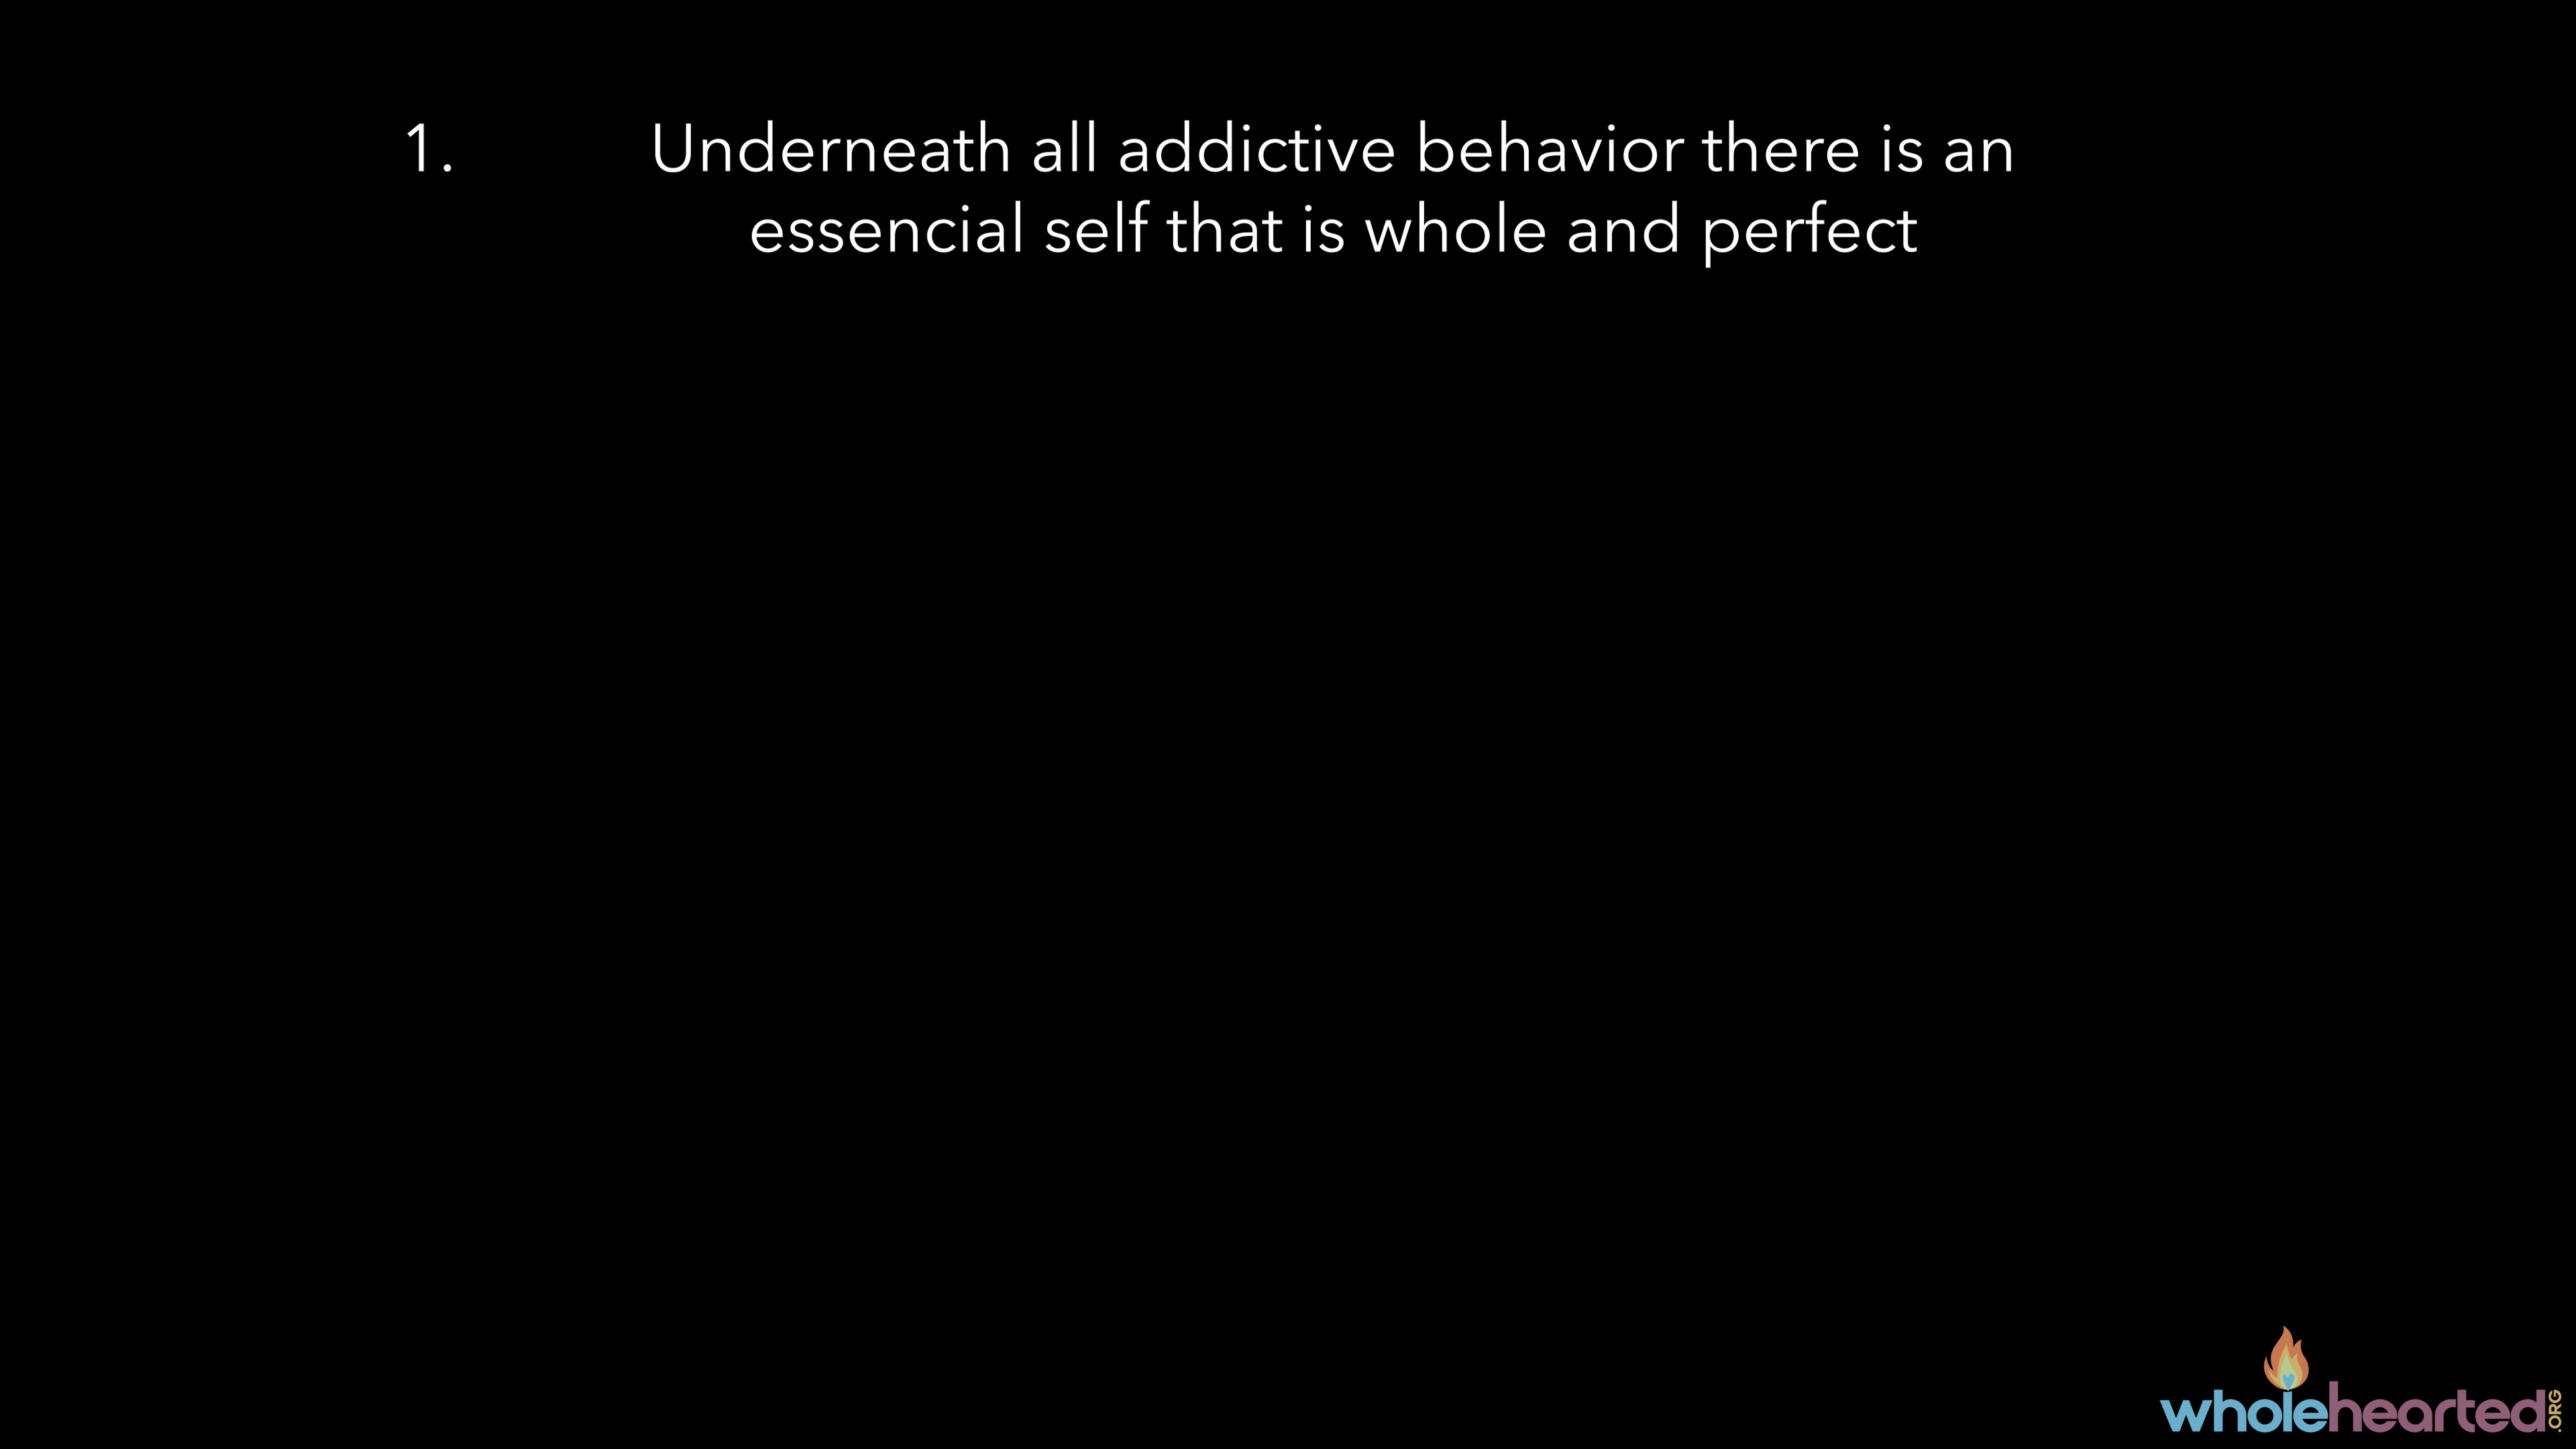 1. Underneath all addictive behavior there is an
essencial self that is whole and perfect
wholehearted.ORG